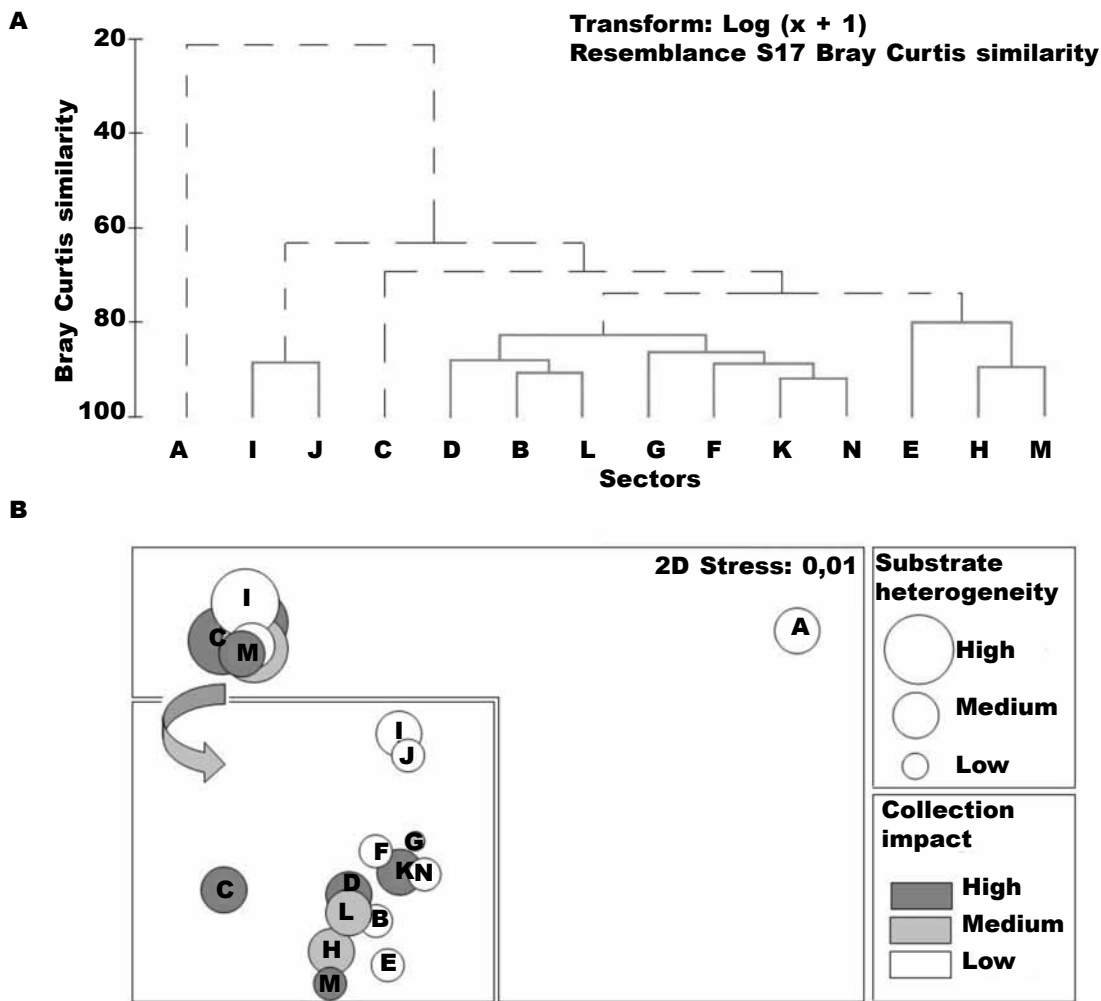 A
Transform: Log (x + 1)
Resemblance S17 Bray Curtis similarity
Bray Curtis similarity
20
40
60
80
100
A I J C D B L G F K N E H M
Sectors
B
2D Stress: 0,01
I
C
M
A
I
J
G
F
K N
C
D
L
B
H
E
M
Substrate
heterogeneity
High
Medium
Low
Collection
impact
High
Medium
Low